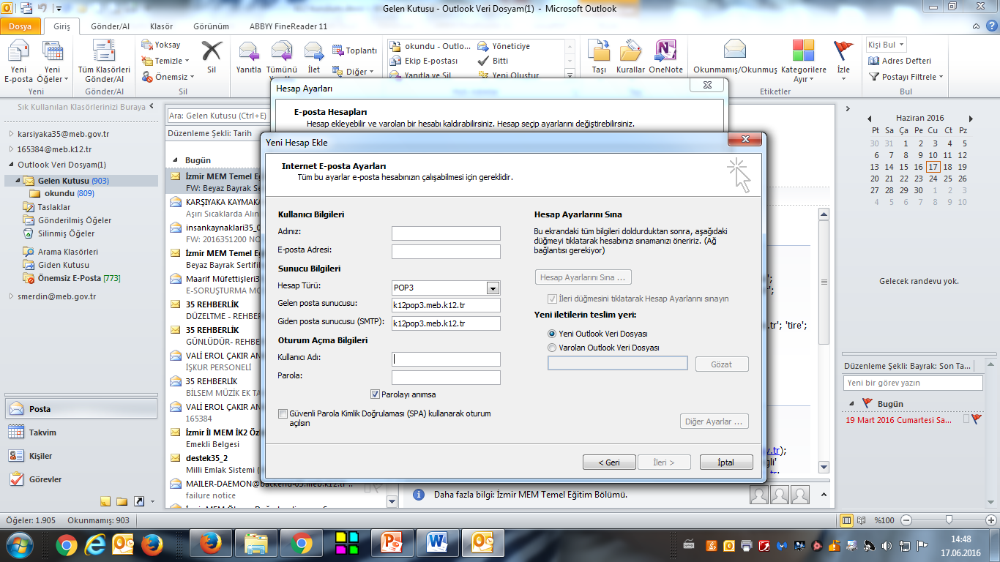 Gelen Kutusu - Outlook Veri Dosyam(1) - Microsoft Outlook
Dosya Giriş Gönder/Al Klasör Görünüm ABBYY FineReader 11
Yeni E-posta
Yeni Öğeler
Yeni
Tüm Klasörleri Gönder/Al
Gönder/Al
Yoksay
Temizle
Önemsiz
Sil
Sil
Yanıtla
Tümünü
İlet
Toplantı
Diğer
okundu - Outlo...
Ekip E-postası
Yanıtla ve Sil
Yöneticiye
Bitti
Yeni Oluştur
Taşı
Kurallar
OneNote
Okunmamış/Okunmuş
Kategorilere Ayır
İzle
Etiketler
Kişi Bul
Adres Defteri
Postayı Filtrele
Bul
Sık Kullanılan Klasörlerinizi Buraya
karsiyaka35@meb.gov.tr
165384@meb.k12.tr
Outlook Veri Dosyam(1)
Gelen Kutusu (903)
okundu (809)
Taslaklar
Gönderilmiş Öğeler
Silinmiş Öğeler
Arama Klasörleri
Giden Kutusu
Önemsiz E-Posta [773]
smerdin@meb.gov.tr
Posta
Takvim
Kişiler
Görevler
Ara: Gelen Kutusu (Ctrl+E)
Düzenleme Şekli: Tarih
Bugün
İzmir MEM Temel Eğ
FW: Beyaz Bayrak Se
KARŞIYAKA KAYMAKA
Aşırı Sıcaklarda Alın
insankaynaklari35_0
FW: 2016351200 NO
İzmir MEM Temel Eğ
Beyaz Bayrak Sertifil
Maarif Müfettişleri3
E-SORUŞTURMA MO
35 REHBERLİK
DÜZELTME - REHBER
35 REHBERLİK
GÜNLÜDÜR- REHBE
VALİ EROL ÇAKIR AN
İŞKUR PERSONELİ
35 REHBERLİK
BİLSEM MÜZİK EK TA
VALİ EROL ÇAKIR AN
165384
İzmir İl MEM İK2 Öz
Emekli Belgesi
destek35_2
Milli Emlak Sistemi (
MAILER-DAEMON@backend-05.meb.k12.tr ..
failure notice
Hesap Ayarları
E-posta Hesapları
Hesap ekleyebilir ve varolan bir hesabı kaldırabilirsiniz. Hesap seçip ayarlarını değiştirebilirsiniz.
Yeni Hesap Ekle
Internet E-posta Ayarları
Tüm bu ayarlar e-posta hesabınızın çalışabilmesi için gereklidir.
Kullanıcı Bilgileri
Adınız:
E-posta Adresi:
Sunucu Bilgileri
Hesap Türü: POP3
Gelen posta sunucusu: k12pop3.meb.k12.tr
Giden posta sunucusu (SMTP): k12pop3.meb.k12.tr
Oturum Açma Bilgileri
Kullanıcı Adı:
Parola:
Parolayı anımsa
Güvenli Parola Kimlik Doğrulaması (SPA) kullanarak oturum
açılsın
Hesap Ayarlarını Sına
Bu ekrandaki tüm bilgileri doldurduktan sonra, aşağıdaki
düğmeyi tıklatarak hesabınızı sınamanızı öneririz. (Ağ
bağlantısı gerekiyor)
Hesap Ayarlarını Sına ...
İleri düğmesini tıklatarak Hesap Ayarlarını sınayın
Yeni iletilerin teslim yeri:
Yeni Outlook Veri Dosyası
Varolan Outlook Veri Dosyası
Gözat
Diğer Ayarlar ...
< Geri İleri > İptal
.tr'; 'tire';
Daha fazla bilgi: İzmir MEM Temel Eğitim Bölümü.
Haziran 2016
Pt Sa Ça Pe Cu Ct Pz
30 31 1 2 3 4 5
6 7 8 9 10 11 12
13 14 15 16 17 18 19
20 21 22 23 24 25 26
27 28 29 30 1 2 3
4 5 6 7 8 9 10
Gelecek randevu yok.
Düzenleme Şekli: Bayrak: Son Ta...
Yeni bir görev yazın
Bugün
19 Mart 2016 Cumartesi Sa...
Öğeler: 1.905 Okunmamış: 903
%100
14:48
17.06.2016